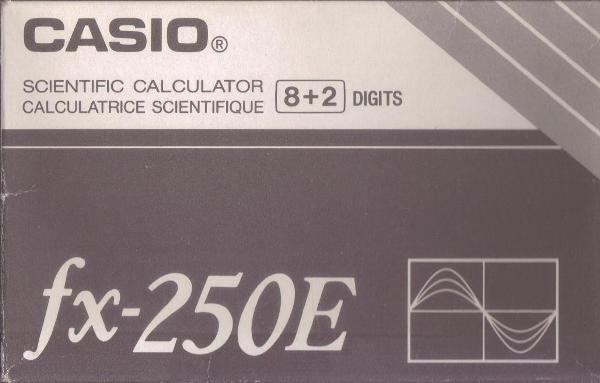 CASIO®
SCIENTIFIC CALCULATOR
CALCULATRICE SCIENTIFIQUE
8+2 DIGITS
fx-250E